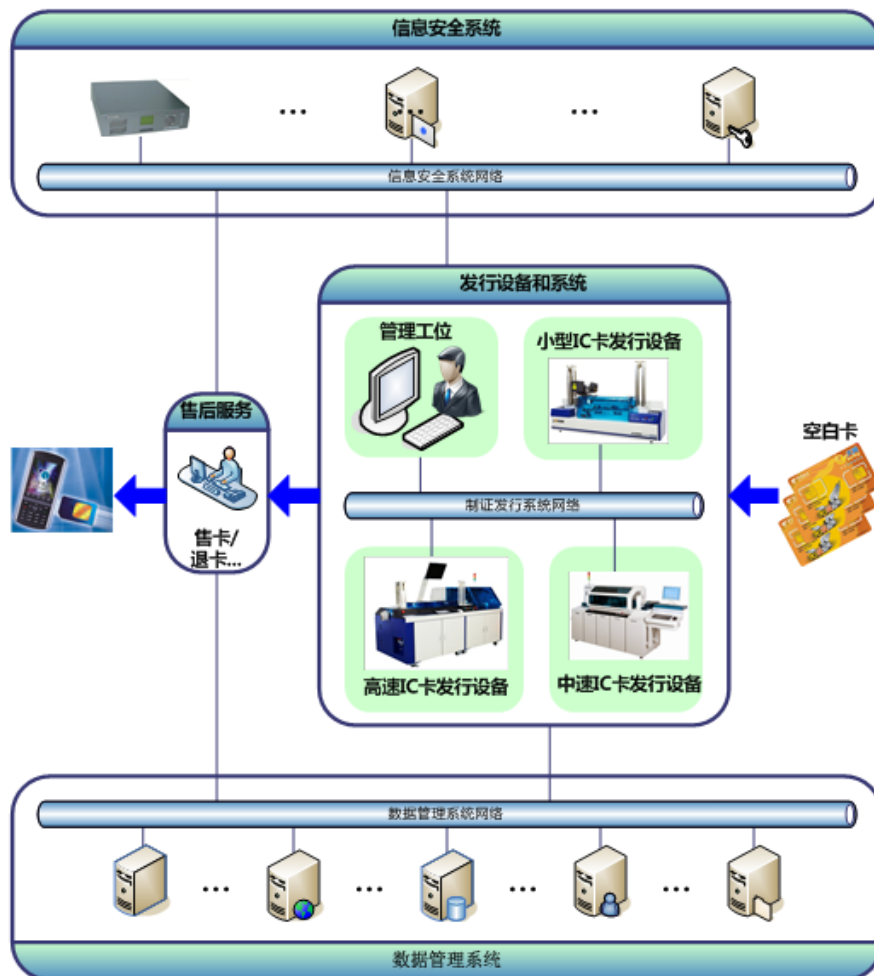 信息安全系统
...
...
信息安全系统网络
发行设备和系统
管理工位
小型IC卡发行设备
售后服务
空白卡
制证发行系统网络
售卡/
退卡...
高速IC卡发行设备
中速IC卡发行设备
数据管理系统网络
...
...
...
...
数据管理系统